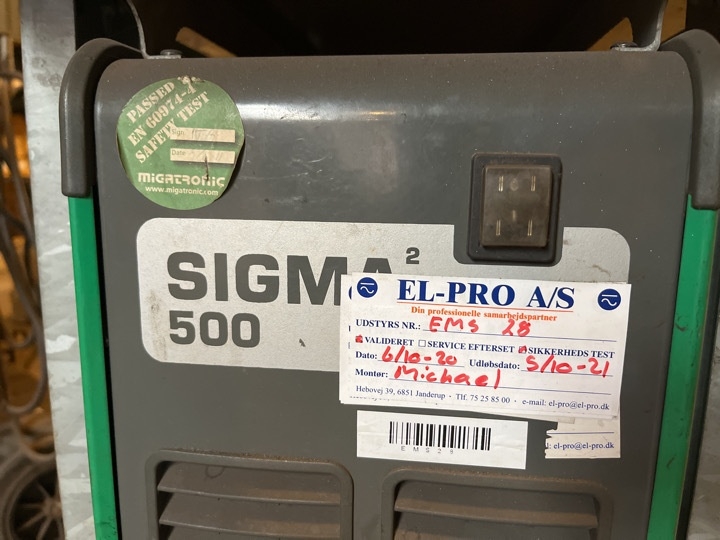 PASSED
EN 60974-4
SAFETY TEST
Sign
Date
MIGATRONIC
www.migatronic.com
SIGMA²
500
EL-PRO A/S
Din professionelle samarbejdspartner
UDSTYRS NR.: EMS 28
VALIDERET SERVICE EFTERSET SIKKERHEDS TEST
Dato: 6/10-20 Udløbsdato: 5/10-21
Montør: Michael
Hebovej 39, 6851 Janderup · Tlf. 75 25 85 00 · e-mail: el-pro@el-pro.dk
l: el-pro@el-pro.dk
EMS28